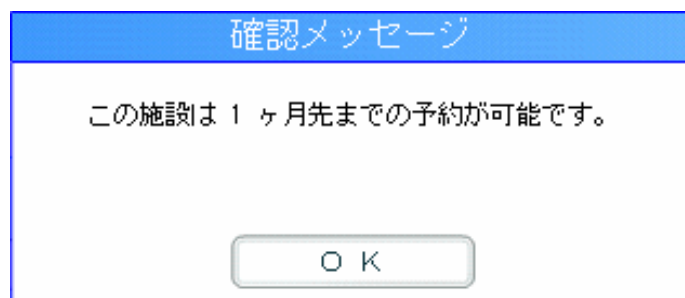 確認メッセージ
この施設は１ヶ月先までの予約が可能です。
ＯＫ